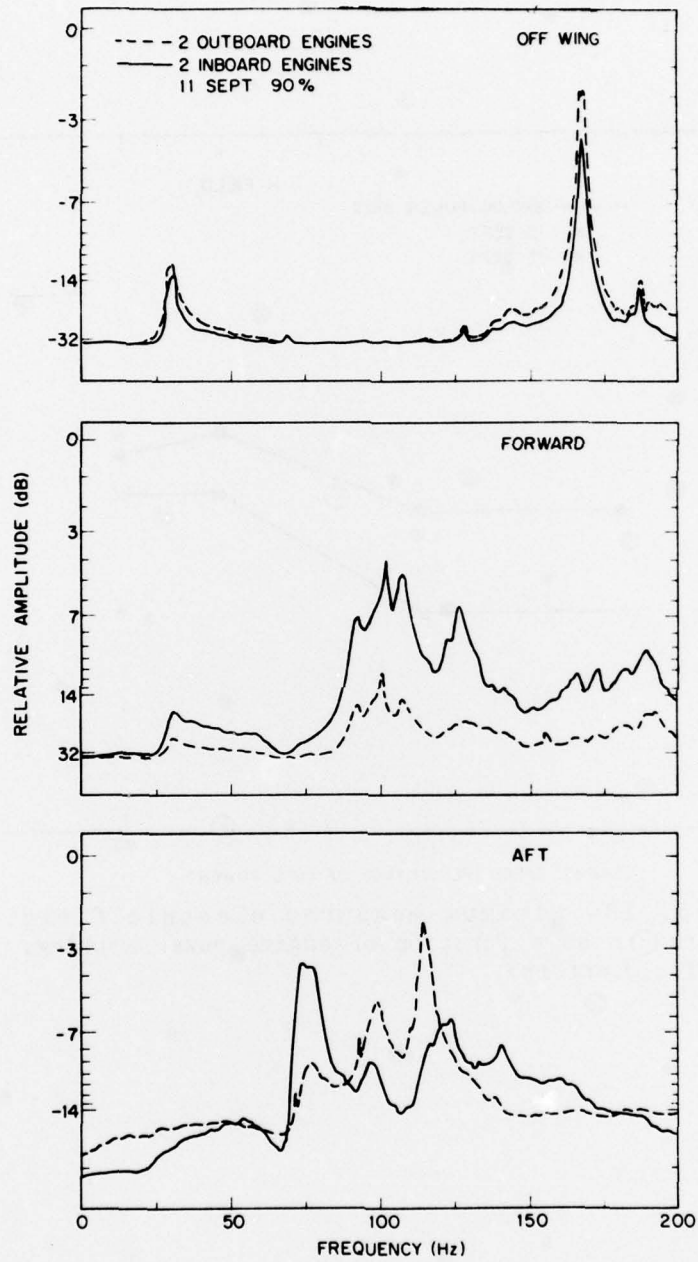 2 OUTBOARD ENGINES
2 INBOARD ENGINES
11 SEPT 90%
OFF WING
-0
-3
-7
-14
-32
FORWARD
0
3
7
14
32
RELATIVE AMPLITUDE (dB)
AFT
0
-3
-7
-14
0
50
100
150
200
FREQUENCY (Hz)